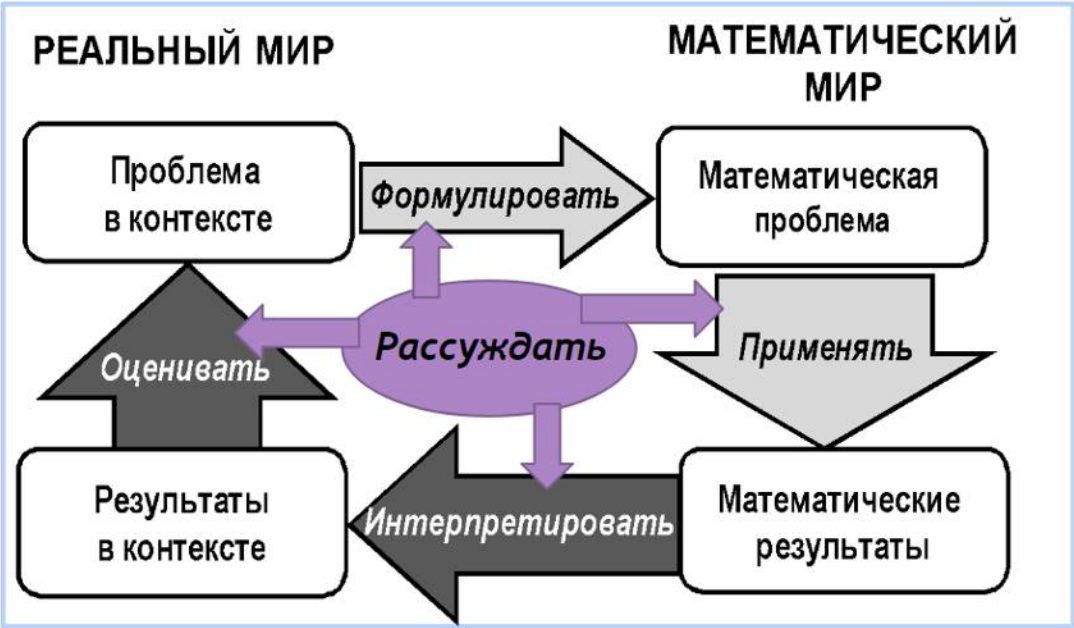 РЕАЛЬНЫЙ МИР
МАТЕМАТИЧЕСКИЙ
МИР
Проблема
в контексте
Формулировать
Математическая
проблема
Рассуждать
Оценивать
Применять
Результаты
в контексте
Интерпретировать
Математические
результаты